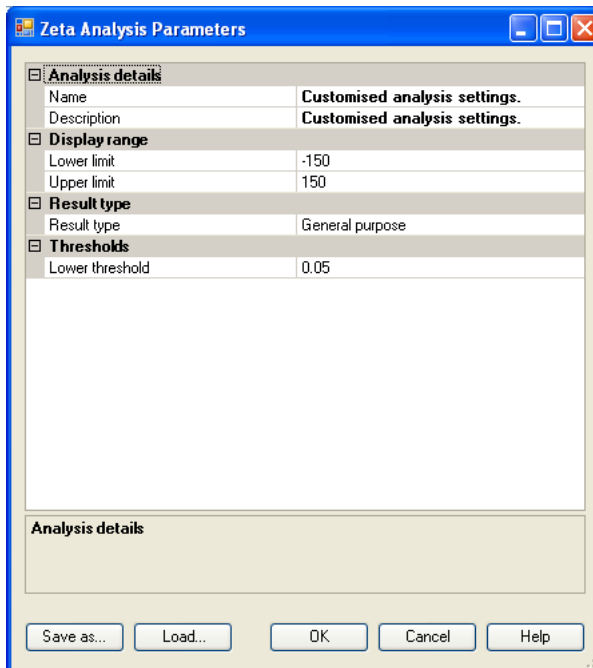 Zeta Analysis Parameters
Analysis details
Name Customised analysis settings.
Description Customised analysis settings.
Display range
Lower limit -150
Upper limit 150
Result type
Result type General purpose
Thresholds
Lower threshold 0.05
Analysis details
Save as... Load... OK Cancel Help